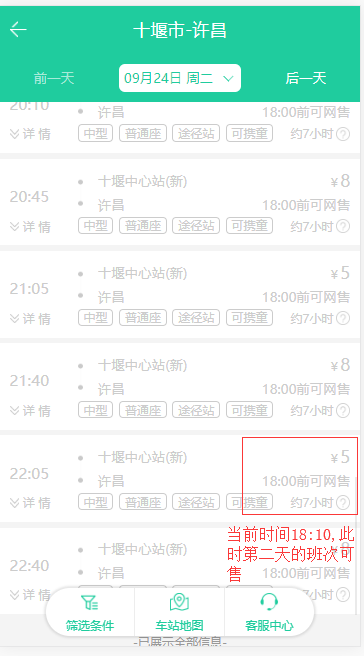 十堰市-许昌
前一天 09月24日 周二 后一天
20:10
许昌 18:00前可网售
详情 中型 普通座 途径站 可携童 约7小时?
十堰中心站(新) ¥8
20:45
许昌 18:00前可网售
详情 中型 普通座 途径站 可携童 约7小时?
十堰中心站(新) ¥5
21:05
许昌 18:00前可网售
详情 中型 普通座 途径站 可携童 约7小时?
十堰中心站(新) ¥8
21:40
许昌 18:00前可网售
详情 中型 普通座 途径站 可携童 约7小时?
十堰中心站(新) ¥5
22:05
许昌 18:00前可网售
详情 中型 普通座 途径站 可携童 约7小时?
当前时间18:10,此
时第二天的班次可
售
十堰中心站(新)
22:40
许昌 18:00前可网售
详情
筛选条件 车站地图 客服中心
-已展示全部信息-